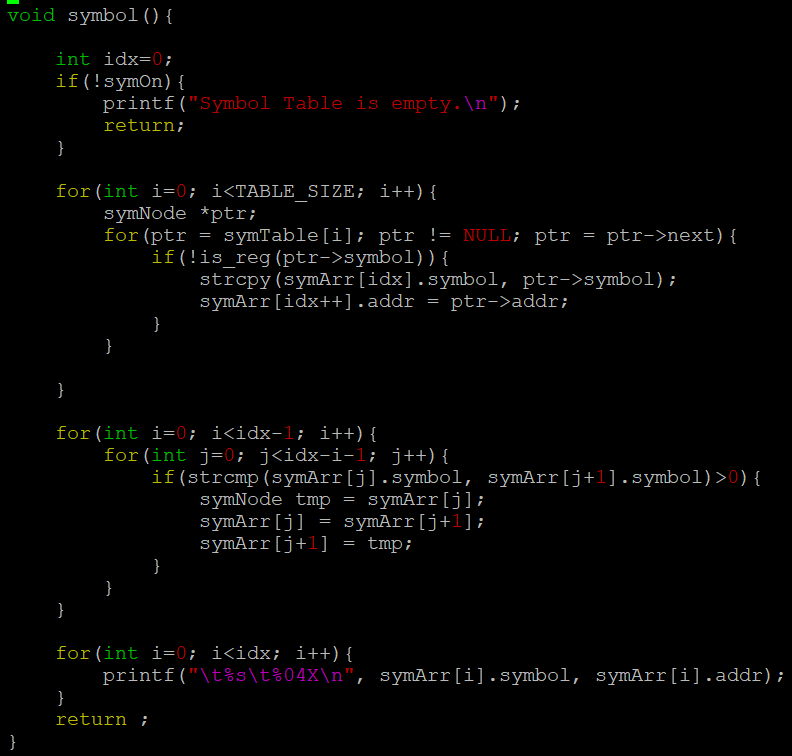 void symbol(){
    int idx=0;
    if(!symOn){
        printf("Symbol Table is empty.\n");
        return;
    }
    for(int i=0; i<TABLE_SIZE; i++){
        symNode *ptr;
        for(ptr = symTable[i]; ptr != NULL; ptr = ptr->next){
            if(!is_reg(ptr->symbol)){
                strcpy(symArr[idx].symbol, ptr->symbol);
                symArr[idx++].addr = ptr->addr;
            }
        }
    }
    for(int i=0; i<idx-1; i++){
        for(int j=0; j<idx-i-1; j++){
            if(strcmp(symArr[j].symbol, symArr[j+1].symbol)>0){
                symNode tmp = symArr[j];
                symArr[j] = symArr[j+1];
                symArr[j+1] = tmp;
            }
        }
    }
    for(int i=0; i<idx; i++){
        printf("\t%s\t%04X\n", symArr[i].symbol, symArr[i].addr);
    }
    return ;
}